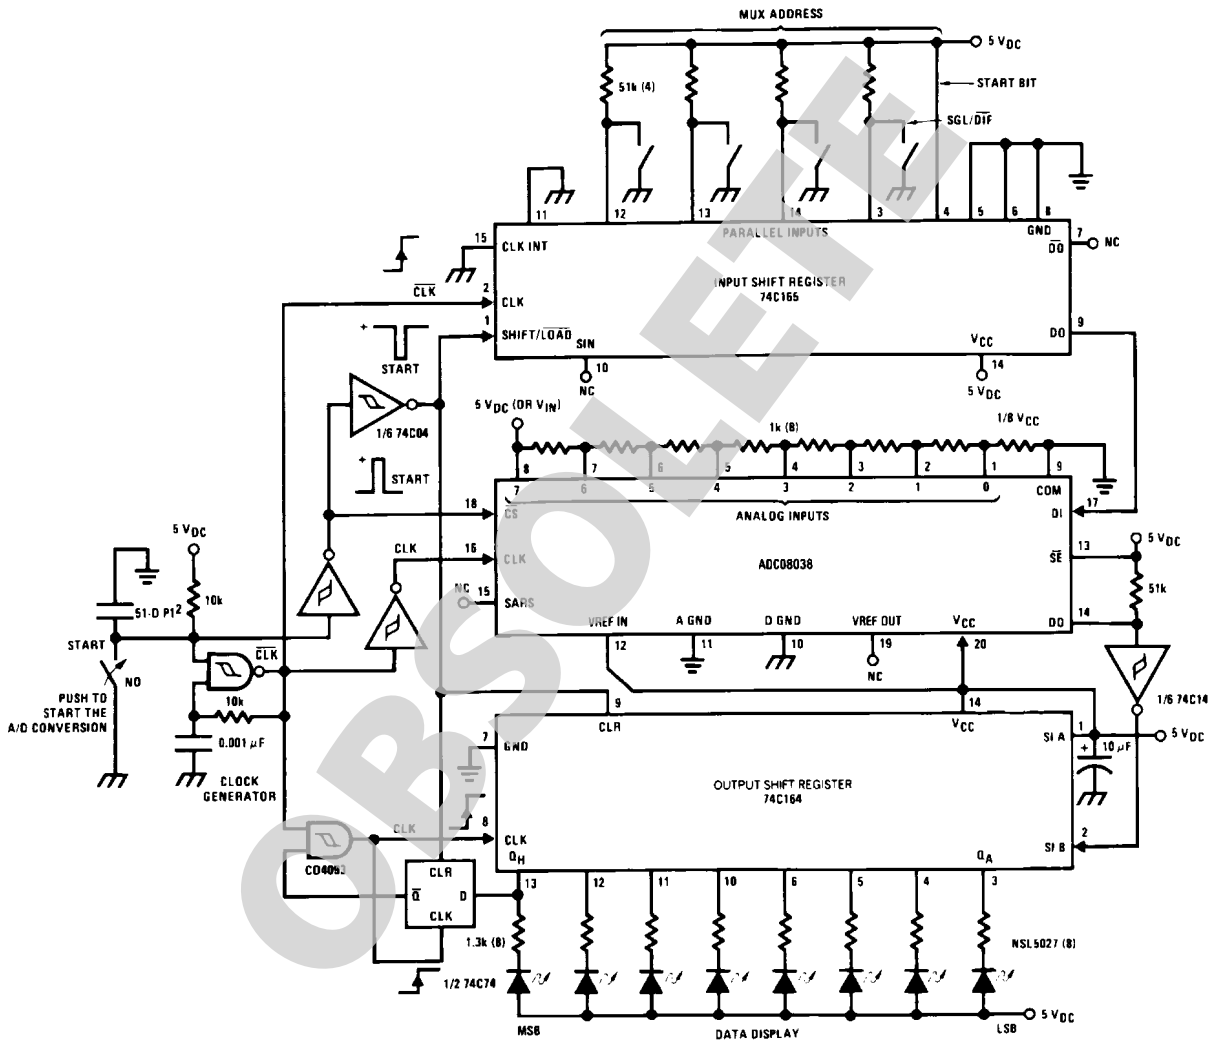 MUX ADDRESS
5 VDC
51k (4)
START BIT
SGL/DIF
11
12
13
14
3
4
5
6
8
PARALLEL INPUTS
GND
15
CLK INT
DO
7
NC
INPUT SHIFT REGISTER
74C165
CLK
2
CLK
1
SHIFT/LOAD
DO
9
+
START
SIN
10
NC
VCC
14
5 VDC
1/6 74C04
5 VDC (OR VIN)
1k (8)
1/8 VCC
+
START
8
7
6
5
4
3
2
1
9
7
6
5
4
3
2
1
0
COM
ANALOG INPUTS
18
CS
DI
17
5 VDC
CLK
16
CLK
ADC08038
SE
13
5 VDC
NC
15
SARS
51k
10k
51-D P1²
DO
14
VREF IN
A GND
D GND
VREF OUT
VCC
12
11
10
19
20
NC
START
CLK
NO
PUSH TO
START THE
A/D CONVERSION
10k
0.001 µF
CLOCK
GENERATOR
1/6 74C14
9
CLR
14
VCC
7
GND
SI A
1
5 VDC
+
10 µF
OUTPUT SHIFT REGISTER
74C164
CLK
8
CLK
SI B
2
CD4093
QH
QA
CLR
Q
D
CLK
13
12
11
10
6
5
4
3
1.3k (8)
NSL5027 (8)
1/2 74C74
MSB
DATA DISPLAY
LSB
5 VDC
OBSOLETE